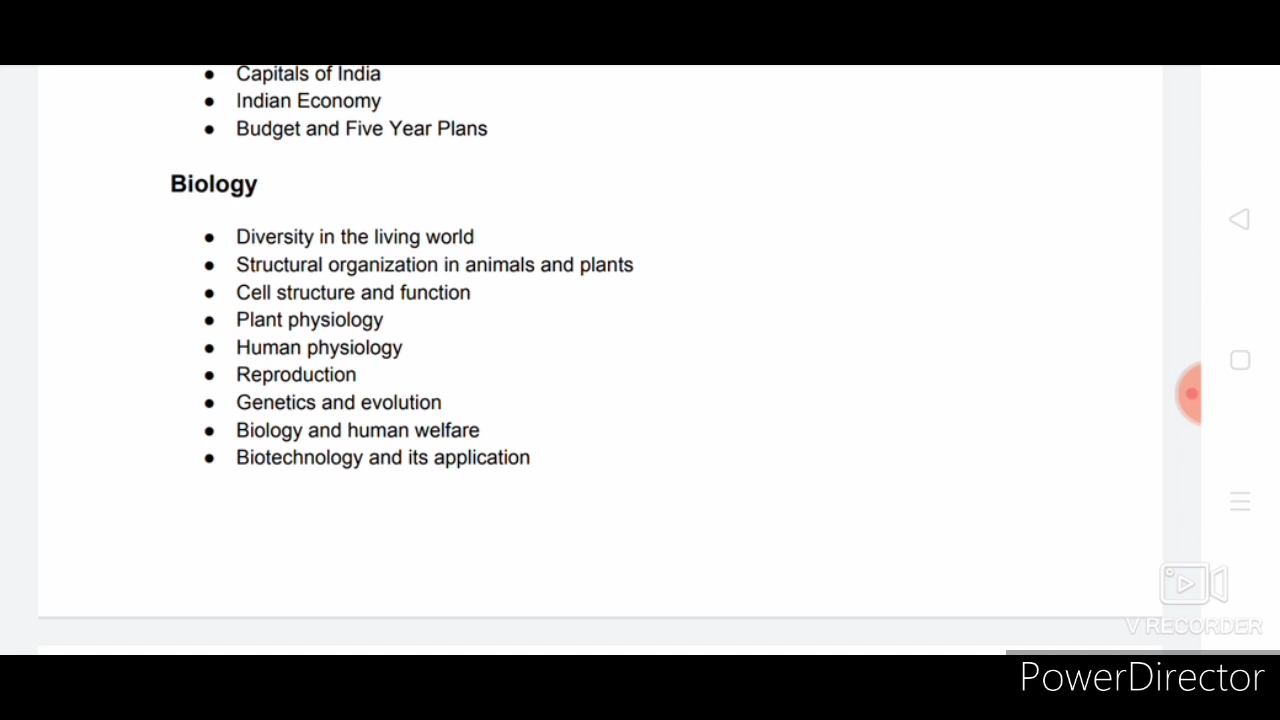 Capitals of India
Indian Economy
Budget and Five Year Plans
Biology
Diversity in the living world
Structural organization in animals and plants
Cell structure and function
Plant physiology
Human physiology
Reproduction
Genetics and evolution
Biology and human welfare
Biotechnology and its application
V RECORDER
PowerDirector